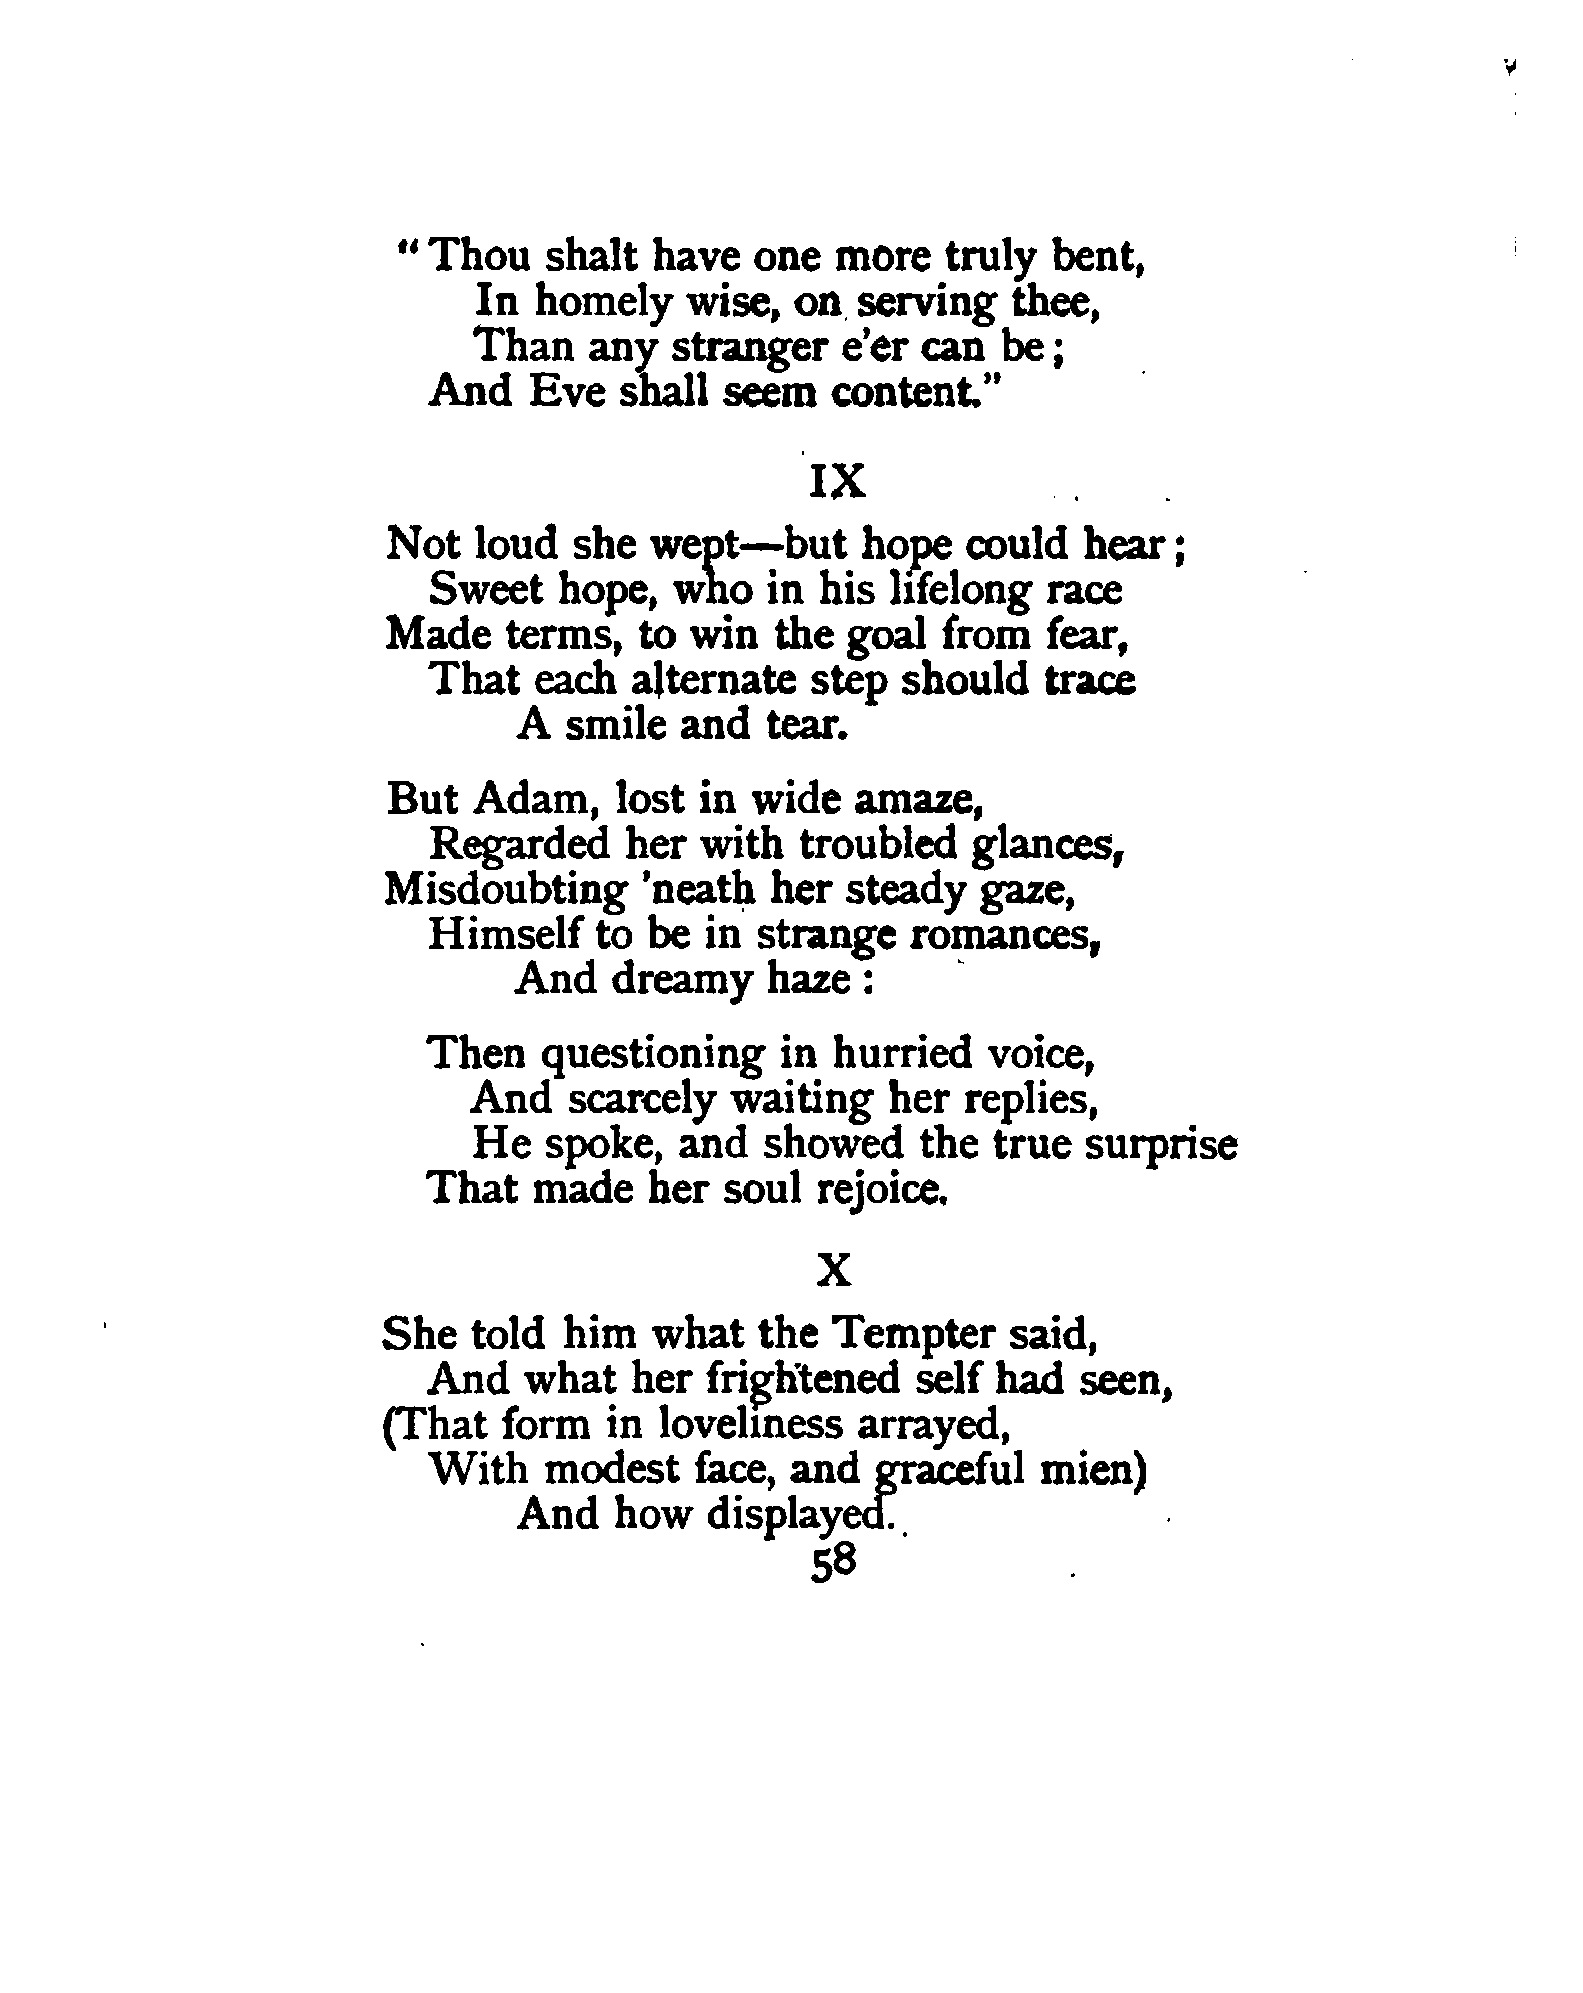 “Thou shalt have one more truly bent,
In homely wise, on serving thee,
Than any stranger e’er can be;
And Eve shall seem content.”
IX
Not loud she wept—but hope could hear;
Sweet hope, who in his lifelong race
Made terms, to win the goal from fear,
That each alternate step should trace
A smile and tear.
But Adam, lost in wide amaze,
Regarded her with troubled glances,
Misdoubting ’neath her steady gaze,
Himself to be in strange romances,
And dreamy haze:
Then questioning in hurried voice,
And scarcely waiting her replies,
He spoke, and showed the true surprise
That made her soul rejoice.
X
She told him what the Tempter said,
And what her frightened self had seen,
(That form in loveliness arrayed,
With modest face, and graceful mien)
And how displayed.
58